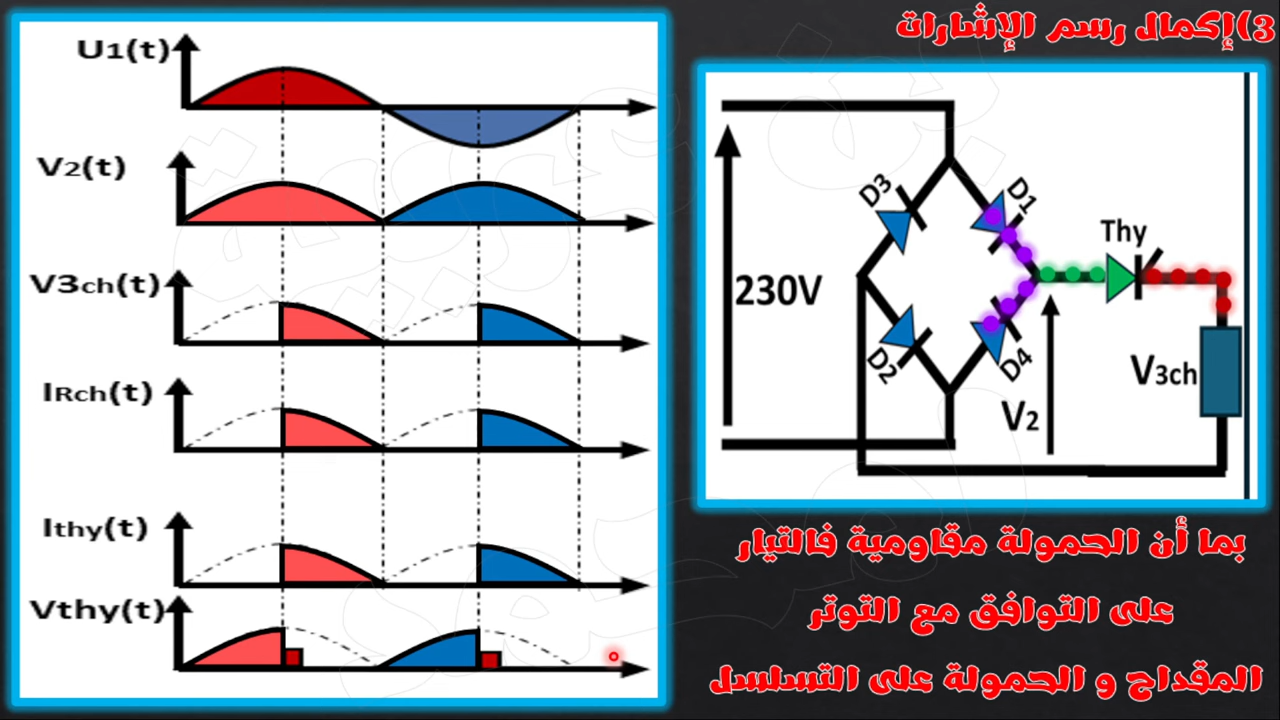 3)إكمال رسم الإشارات
U1(t)
V2(t)
V3ch(t)
IRch(t)
Ithy(t)
Vthy(t)
D3
D1
Thy
230V
D2
D4
V2
V3ch
بما أن الحمولة مقاومية فالتيار
على التوافق مع التوتر
المقداح و الحمولة على التسلسل